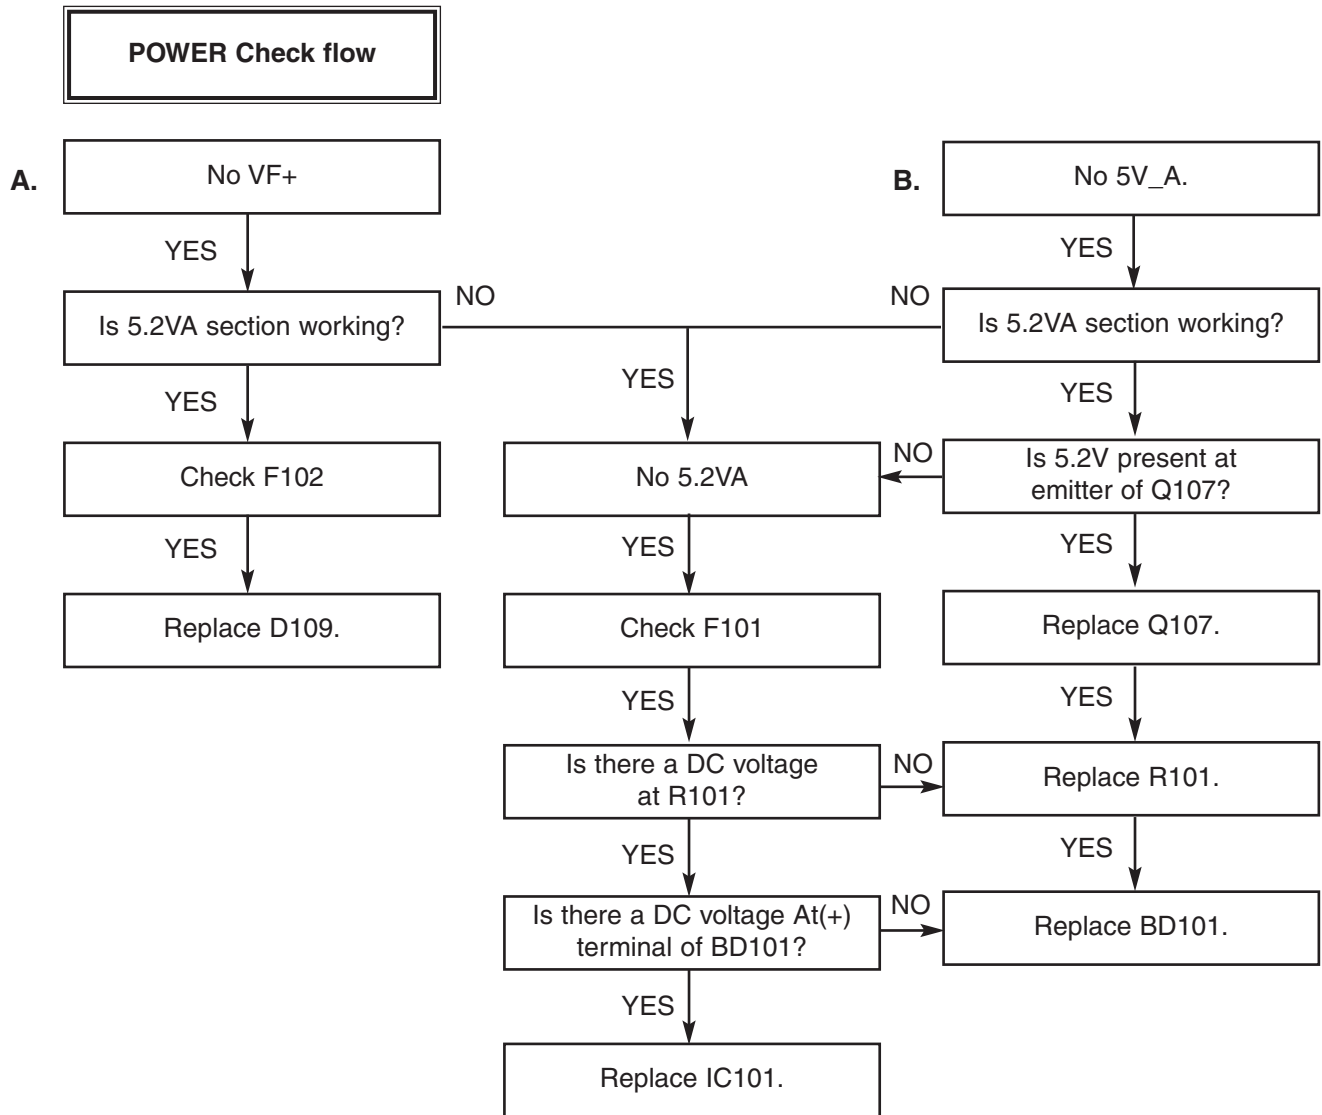 POWER Check flow
A.
No VF+
YES
Is 5.2VA section working?
NO
YES
Check F102
YES
Replace D109.
B.
No 5V_A.
YES
NO
Is 5.2VA section working?
YES
YES
Is 5.2V present at
emitter of Q107?
NO
No 5.2VA
YES
YES
Check F101
Replace Q107.
YES
YES
Is there a DC voltage
at R101?
NO
Replace R101.
YES
YES
Is there a DC voltage At(+)
terminal of BD101?
NO
Replace BD101.
YES
Replace IC101.